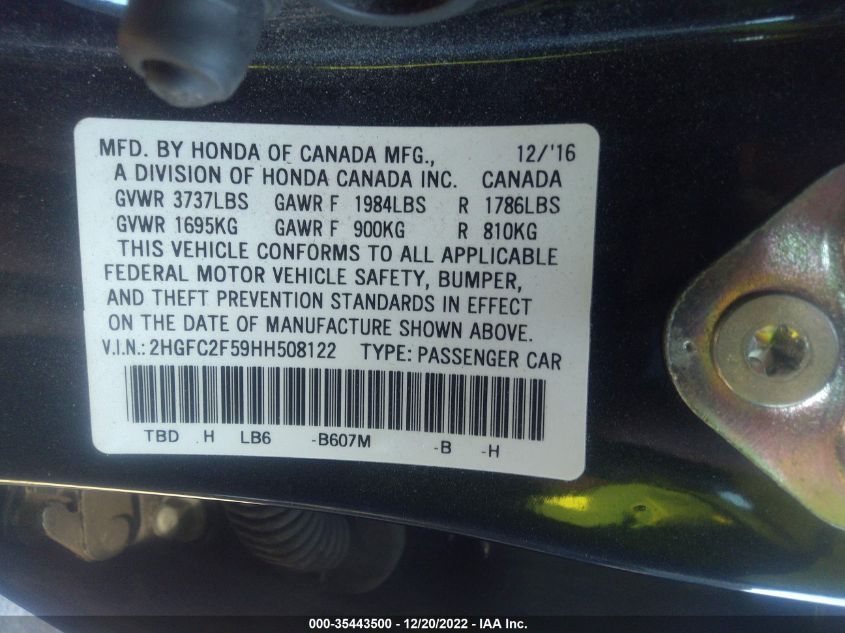 MFD. BY HONDA OF CANADA MFG., 12/'16
A DIVISION OF HONDA CANADA INC. CANADA
GVWR 3737LBS GAWR F 1984LBS R 1786LBS
GVWR 1695KG GAWR F 900KG R 810KG
THIS VEHICLE CONFORMS TO ALL APPLICABLE
FEDERAL MOTOR VEHICLE SAFETY, BUMPER,
AND THEFT PREVENTION STANDARDS IN EFFECT
ON THE DATE OF MANUFACTURE SHOWN ABOVE.
V.I.N.: 2HGFC2F59HH508122 TYPE: PASSENGER CAR
TBD H LB6 -B607M -B -H
000-35443500 - 12/20/2022 - IAA Inc.